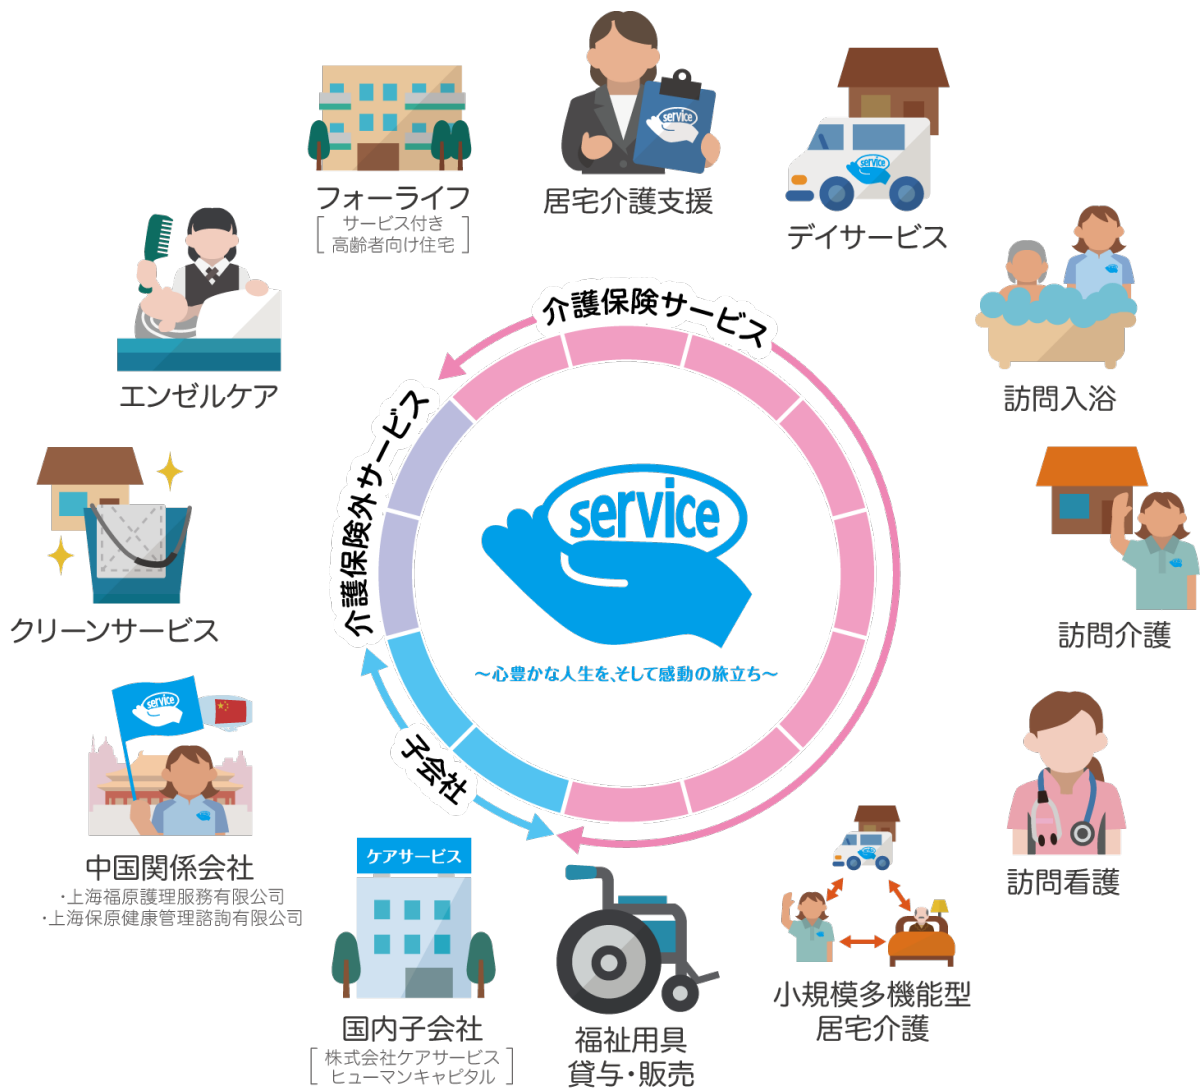 service
居宅介護支援
フォーライフ
サービス付き
高齢者向け住宅
service
デイサービス
訪問入浴
エンゼルケア
介護保険サービス
介護保険外サービス
子会社
service
~心豊かな人生を、そして感動の旅立ち~
クリーンサービス
訪問介護
service
中国関係会社
・上海福原護理服務有限公司
・上海保原健康管理諮詢有限公司
訪問看護
ケアサービス
国内子会社
株式会社ケアサービス
ヒューマンキャピタル
福祉用具
貸与・販売
小規模多機能型
居宅介護